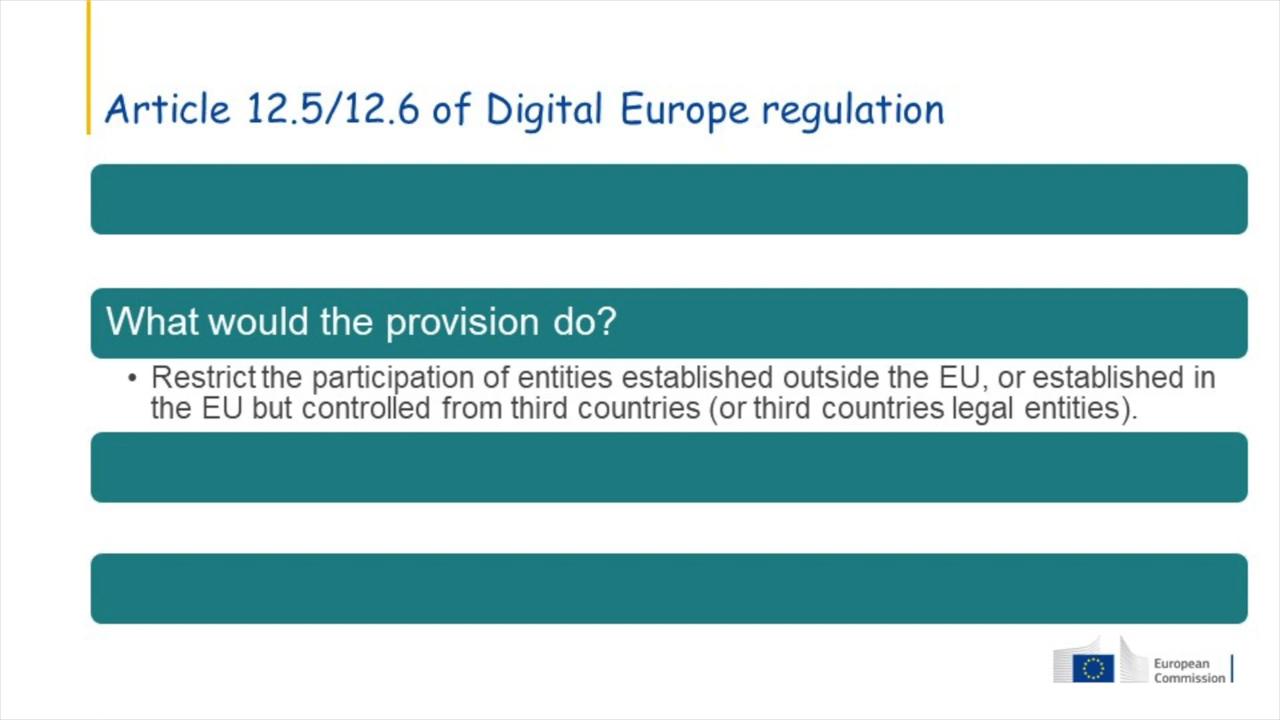 Article 12.5/12.6 of Digital Europe regulation
What would the provision do?
• Restrict the participation of entities established outside the EU, or established in
the EU but controlled from third countries (or third countries legal entities).
European
Commission